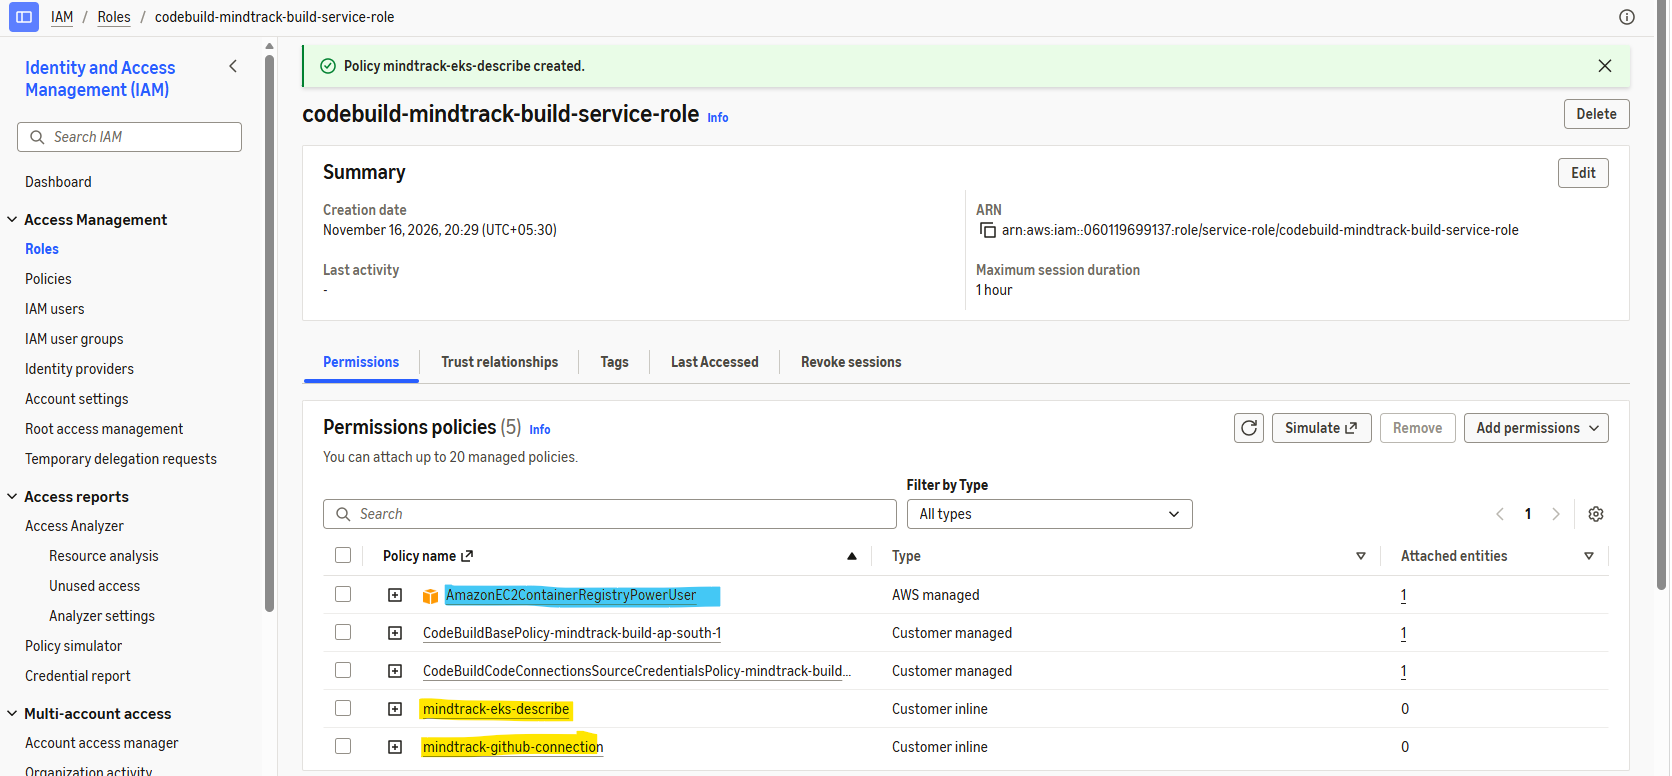 IAM / Roles / codebuild-mindtrack-build-service-role
Identity and Access Management (IAM)
Search IAM
Dashboard
Access Management
Roles
Policies
IAM users
IAM user groups
Identity providers
Account settings
Root access management
Temporary delegation requests
Access reports
Access Analyzer
Resource analysis
Unused access
Analyzer settings
Policy simulator
Credential report
Multi-account access
Account access manager
Organization activity
Policy mindtrack-eks-describe created.
codebuild-mindtrack-build-service-role Info
Delete
Summary
Edit
Creation date
November 16, 2026, 20:29 (UTC+05:30)
ARN
arn:aws:iam::060119699137:role/service-role/codebuild-mindtrack-build-service-role
Last activity
-
Maximum session duration
1 hour
Permissions Trust relationships Tags Last Accessed Revoke sessions
Permissions policies (5) Info
Simulate Remove Add permissions
You can attach up to 20 managed policies.
Filter by Type
Search All types 1
Policy name Type Attached entities
AmazonEC2ContainerRegistryPowerUser AWS managed 1
CodeBuildBasePolicy-mindtrack-build-ap-south-1 Customer managed 1
CodeBuildCodeConnectionsSourceCredentialsPolicy-mindtrack-build... Customer managed 1
mindtrack-eks-describe Customer inline 0
mindtrack-github-connection Customer inline 0